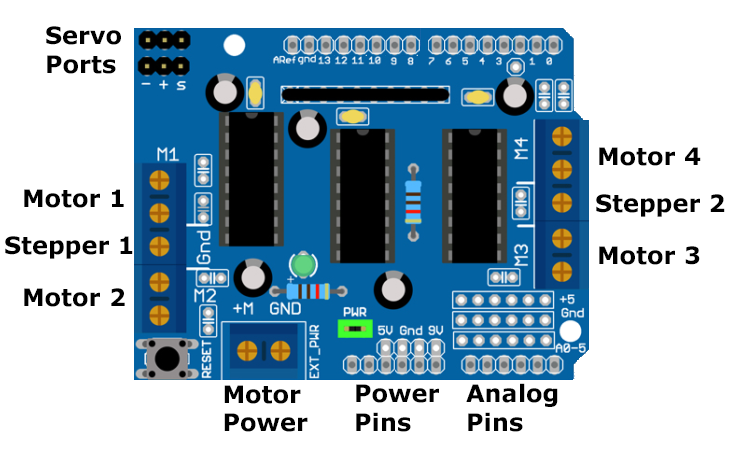 Servo
Ports
- + S
ARef gnd 13 12 11 10 9 8 7 6 5 4 3 1 0
M1
Motor 1
Stepper 1
Gnd
Motor 2
M2
M4
Motor 4
Stepper 2
M3
Motor 3
+M GND
PWR
+
+5
Gnd
A0-5
5V Gnd 9V
RESET
EXT_PWR
Motor
Power
Power
Pins
Analog
Pins